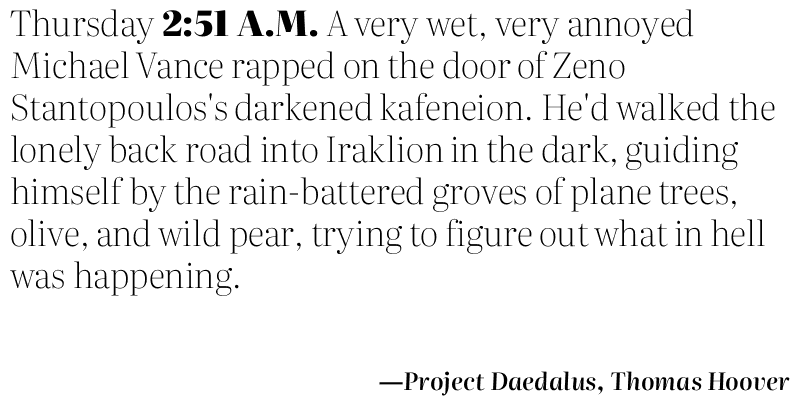 Thursday 2:51 A.M. A very wet, very annoyed
Michael Vance rapped on the door of Zeno
Stantopoulos's darkened kafeneion. He'd walked the
lonely back road into Iraklion in the dark, guiding
himself by the rain-battered groves of plane trees,
olive, and wild pear, trying to figure out what in hell
was happening.
—Project Daedalus, Thomas Hoover